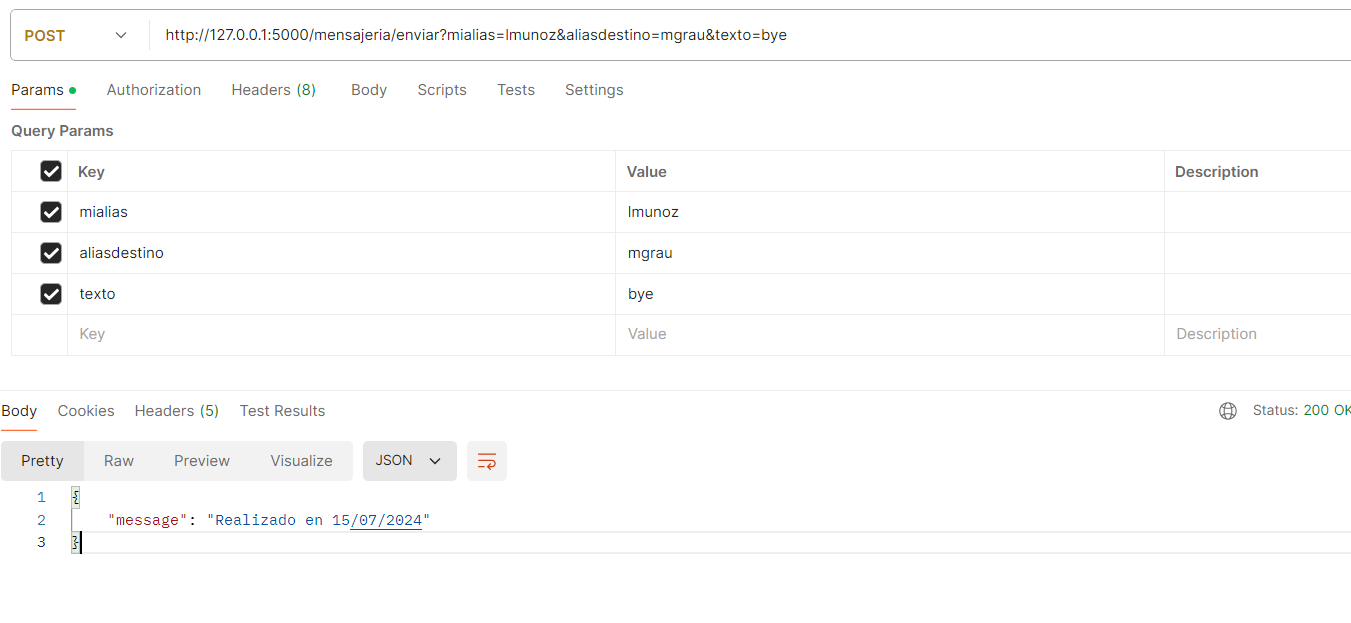 POST http://127.0.0.1:5000/mensajeria/enviar?mialias=lmunoz&aliasdestino=mgrau&texto=bye
Params Authorization Headers (8) Body Scripts Tests Settings
Query Params
Key Value Description
mialias lmunoz
aliasdestino mgrau
texto bye
Key Value Description
Body Cookies Headers (5) Test Results Status: 200 OK
Pretty Raw Preview Visualize JSON
1 {
2 "message": "Realizado en 15/07/2024"
3 }